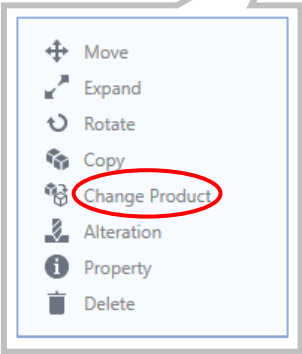 Move
Expand
Rotate
Copy
Change Product
Alteration
Property
Delete